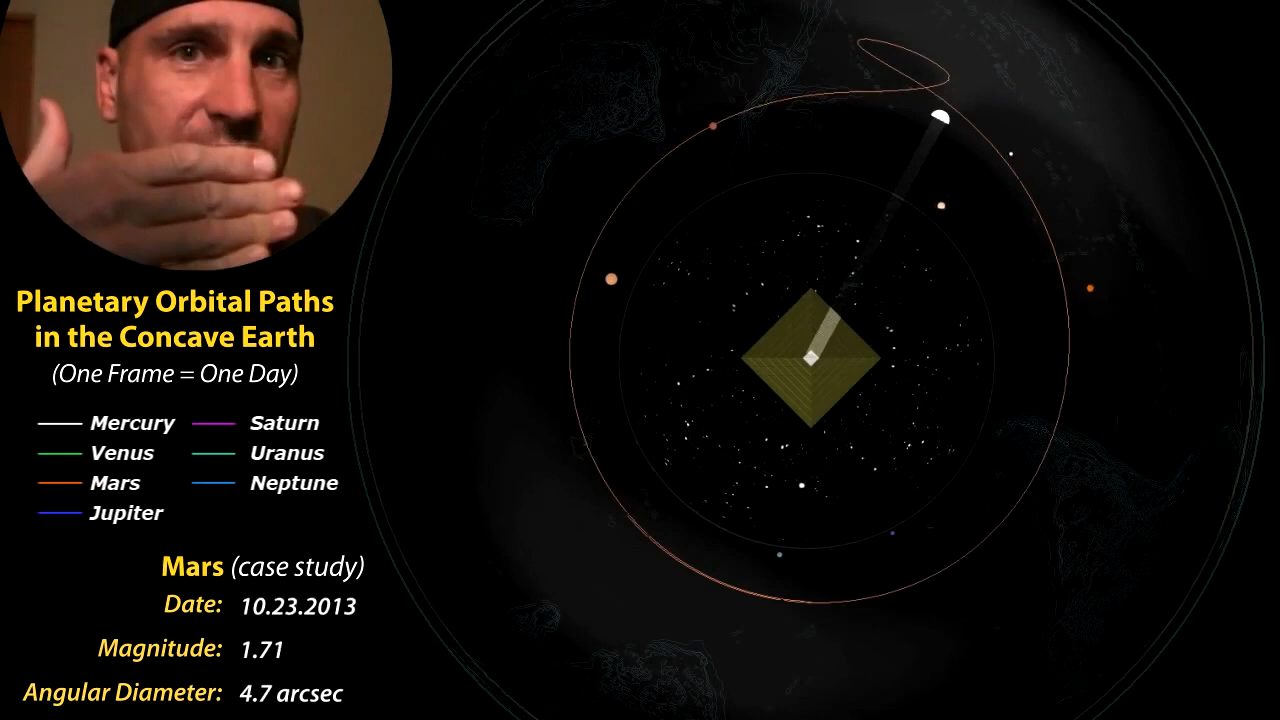 Planetary Orbital Paths
in the Concave Earth
(One Frame = One Day)
Mercury Saturn
Venus Uranus
Mars Neptune
Jupiter
Mars (case study)
Date: 10.23.2013
Magnitude: 1.71
Angular Diameter: 4.7 arcsec